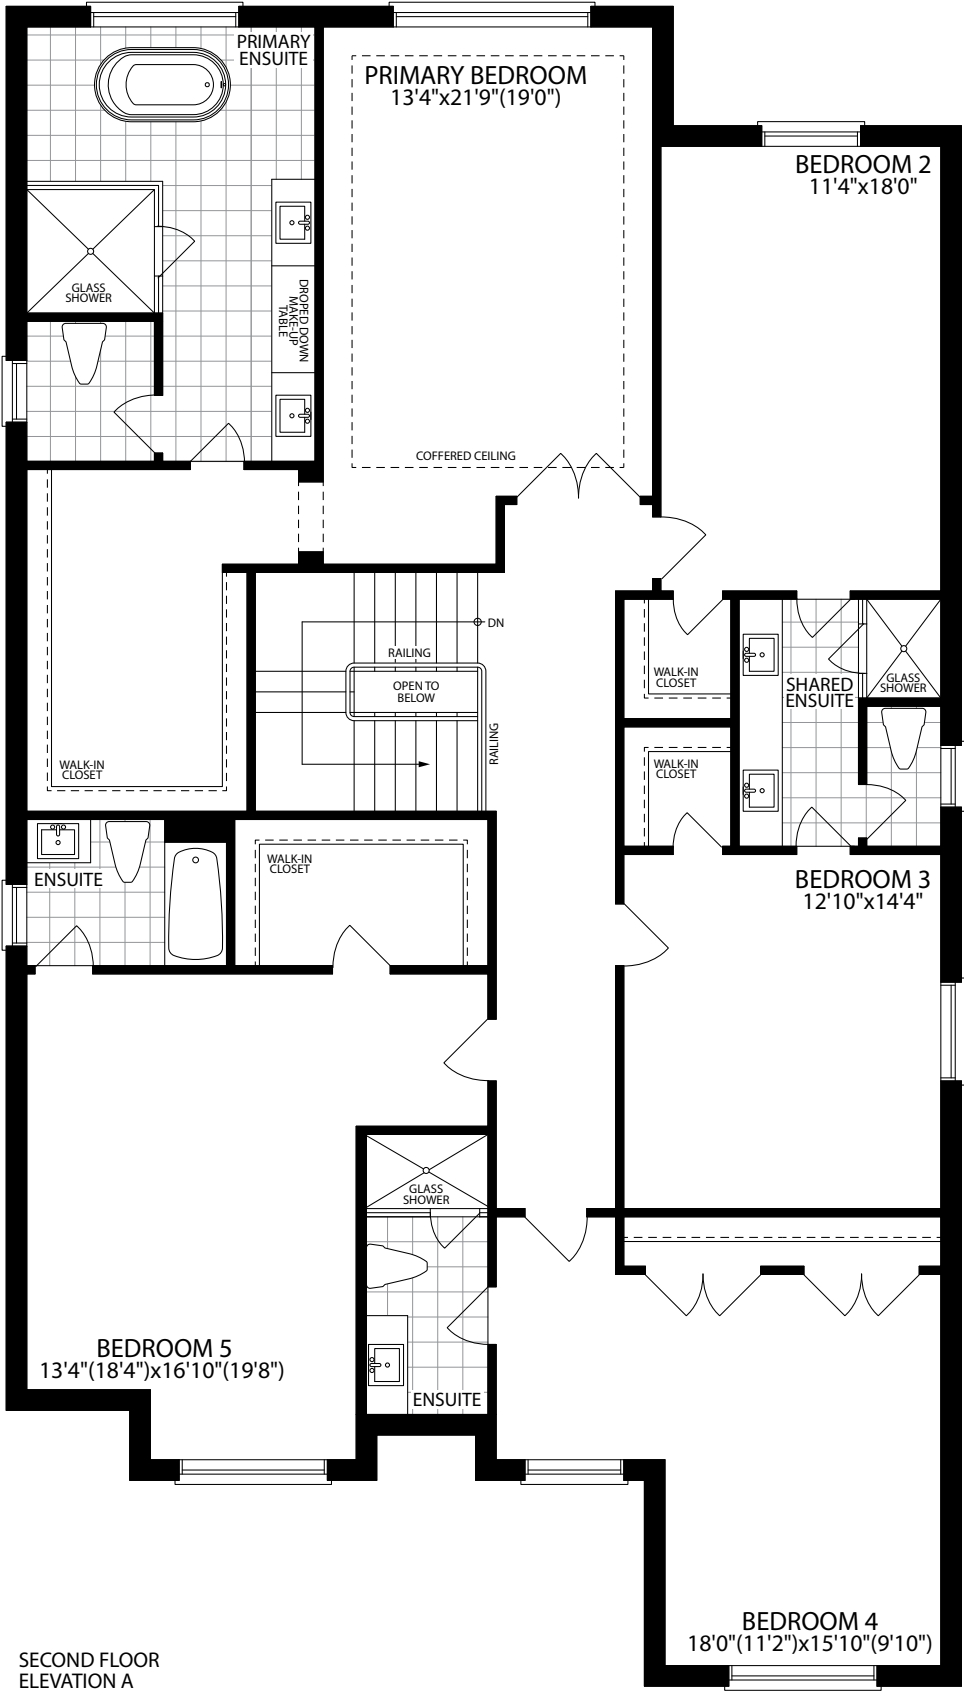 PRIMARY
ENSUITE
PRIMARY BEDROOM
13'4"x21'9"(19'0")
BEDROOM 2
11'4"x18'0"
GLASS
SHOWER
DROPED DOWN
MAKE-UP
TABLE
COFFERED CEILING
DN
RAILING
OPEN TO
BELOW
RAILING
WALK-IN
CLOSET
WALK-IN
CLOSET
SHARED
ENSUITE
GLASS
SHOWER
WALK-IN
CLOSET
ENSUITE
WALK-IN
CLOSET
BEDROOM 3
12'10"x14'4"
GLASS
SHOWER
BEDROOM 5
13'4"(18'4")x16'10"(19'8")
ENSUITE
BEDROOM 4
18'0"(11'2")x15'10"(9'10")
SECOND FLOOR
ELEVATION A